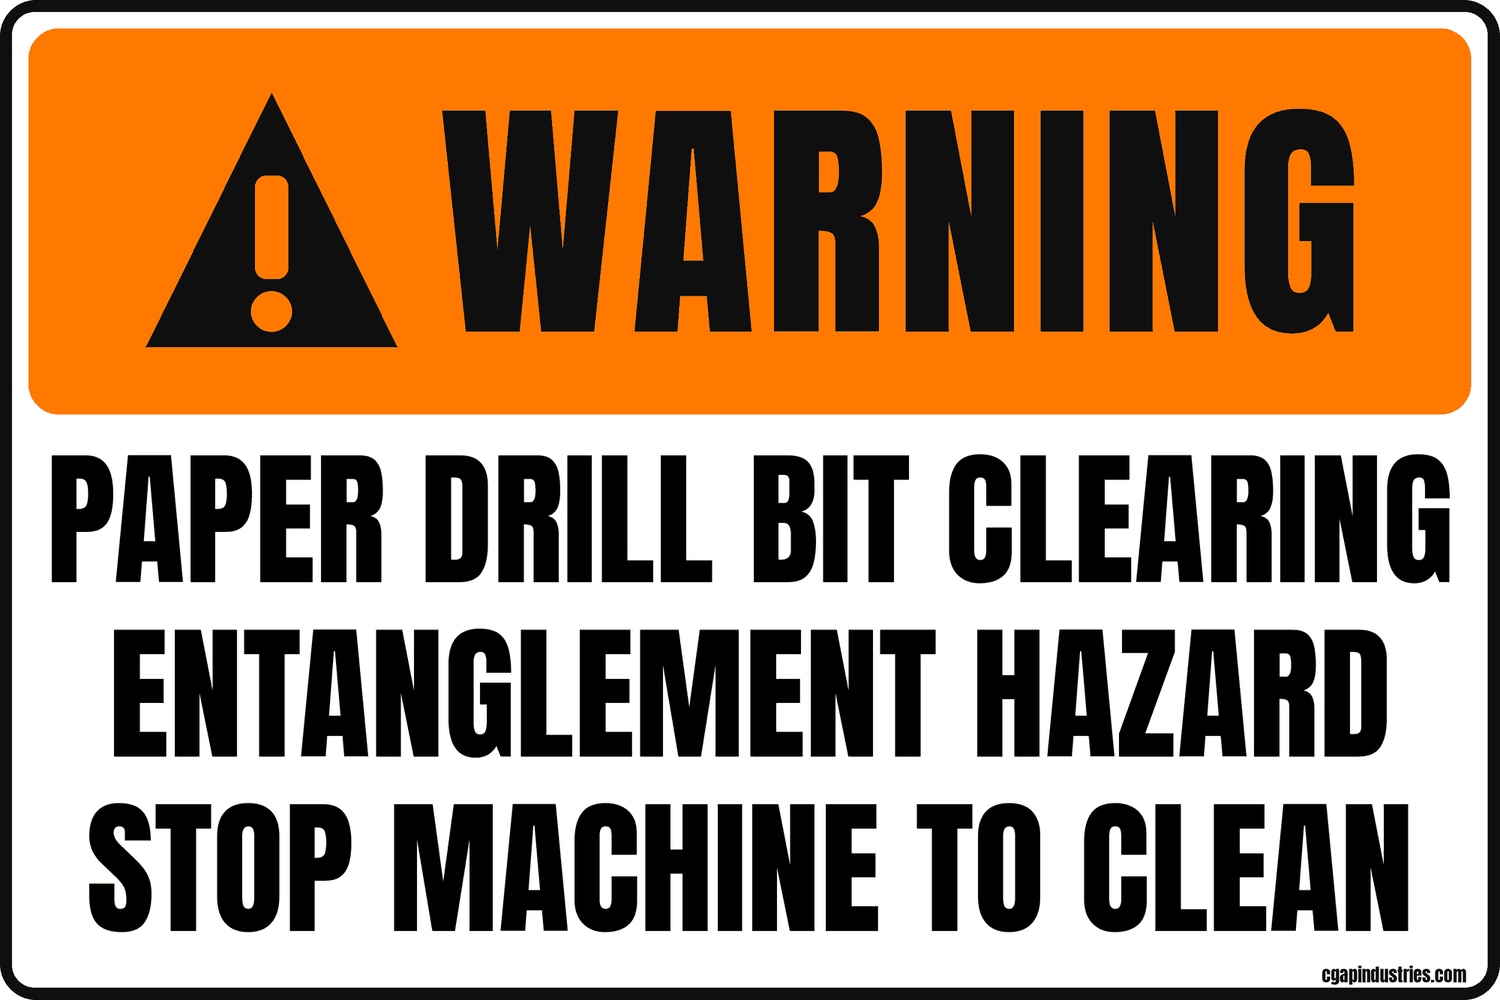 WARNING
PAPER DRILL BIT CLEARING
ENTANGLEMENT HAZARD
STOP MACHINE TO CLEAN
cgapindustries.com